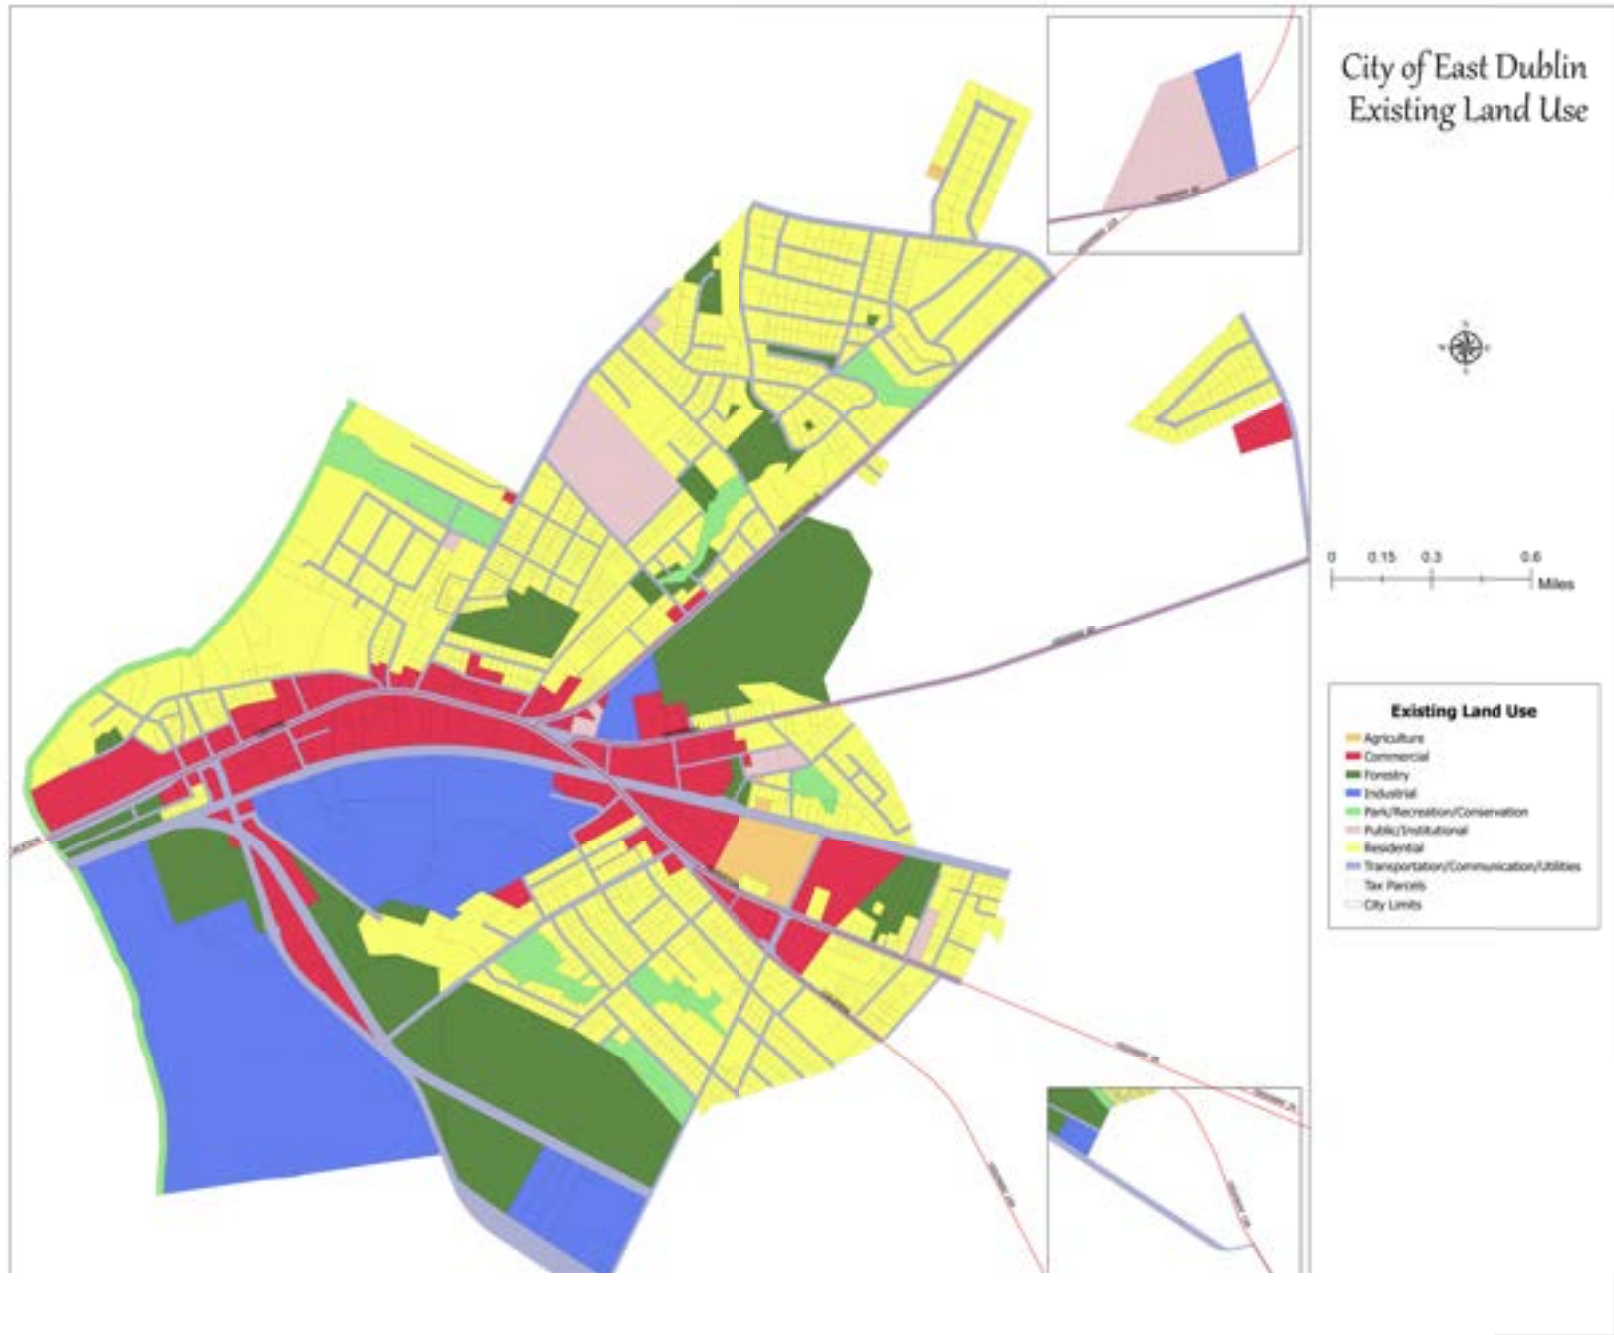 City of East Dublin
Existing Land Use
0 0.15 0.3 0.6
Miles
Existing Land Use
Agriculture
Commercial
Forestry
Industrial
Park/Recreation/Conservation
Public/Institutional
Residential
Transportation/Communication/Utilities
Tax Parcels
City Limits